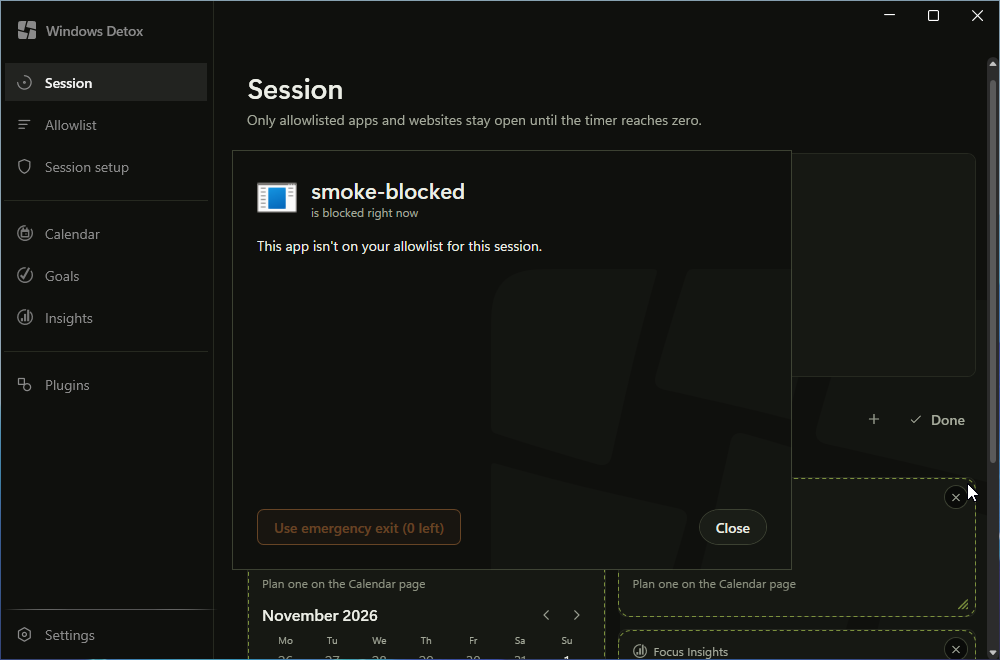 Windows Detox
Session
Allowlist
Session setup
Calendar
Goals
Insights
Plugins
Settings
Session
Only allowlisted apps and websites stay open until the timer reaches zero.
smoke-blocked
is blocked right now
This app isn't on your allowlist for this session.
Use emergency exit (0 left)
Close
Done
Plan one on the Calendar page
November 2026
Mo Tu We Th Fr Sa Su
Plan one on the Calendar page
Focus Insights